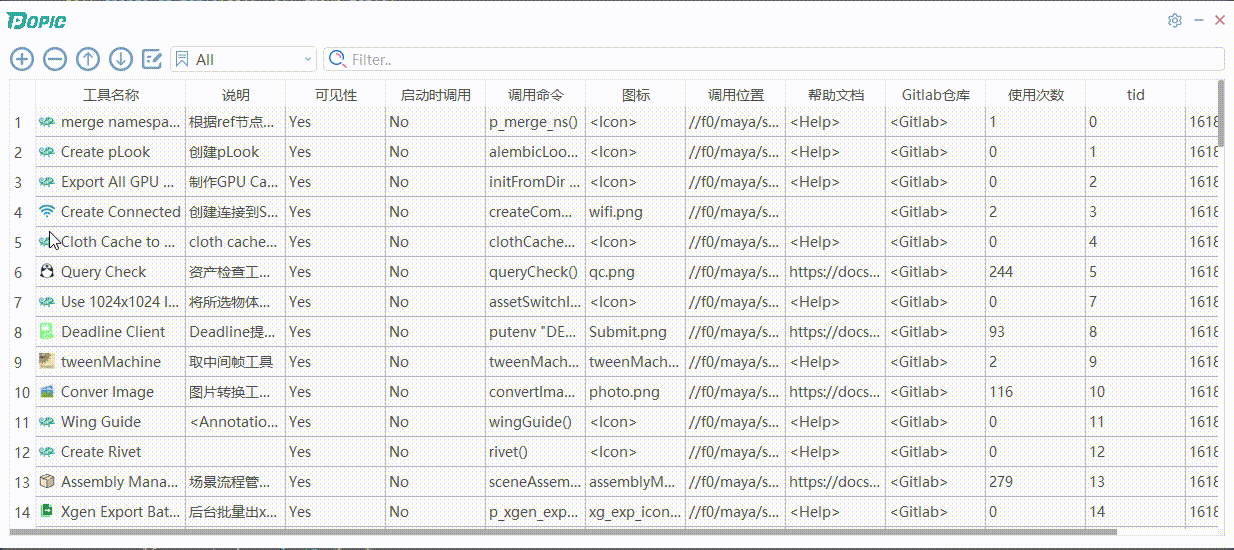 DOPIC
All
Filter..
工具名称 说明 可见性 启动时调用 调用命令 图标 调用位置 帮助文档 Gitlab仓库 使用次数 tid
1 merge namespa... 根据ref节点... Yes No p_merge_ns() <Icon> //f0/maya/s... <Help> <Gitlab> 1 0 1618
2 Create pLook 创建pLook Yes No alembicLoo... <Icon> //f0/maya/s... <Help> <Gitlab> 0 1 1618
3 Export All GPU ... 制作GPU Ca... Yes No initFromDir ... <Icon> //f0/maya/s... <Help> <Gitlab> 0 2 1618
4 Create Connected 创建连接到S... Yes No createCom... wifi.png //f0/maya/s... <Gitlab> 2 3 1618
5 Cloth Cache to ... cloth cache... Yes No clothCache... <Icon> //f0/maya/s... <Help> <Gitlab> 0 4 1618
6 Query Check 资产检查工... Yes No queryCheck() qc.png //f0/maya/s... https://docs... <Gitlab> 244 5 1618
7 Use 1024x1024 I... 将所选物体... Yes No assetSwitchI... <Icon> //f0/maya/s... <Help> <Gitlab> 0 7 1618
8 Deadline Client Deadline提... Yes No putenv "DE... Submit.png //f0/maya/s... https://docs... <Gitlab> 93 8 1618
9 tweenMachine 取中间帧工具 Yes No tweenMach... tweenMach... //f0/maya/s... <Help> <Gitlab> 2 9 1618
10 Conver Image 图片转换工... Yes No convertIma... photo.png //f0/maya/s... https://docs... <Gitlab> 116 10 1618
11 Wing Guide <Annotatio... Yes No wingGuide() <Icon> //f0/maya/s... <Help> <Gitlab> 0 11 1618
12 Create Rivet Yes No rivet() <Icon> //f0/maya/s... <Help> <Gitlab> 0 12 1618
13 Assembly Mana... 场景流程管... Yes No sceneAssem... assemblyM... //f0/maya/s... https://docs... <Gitlab> 279 13 1618
14 Xgen Export Bat... 后台批量出x... Yes No p_xgen_exp... xg_exp_icon... //f0/maya/s... <Help> <Gitlab> 0 14 1618